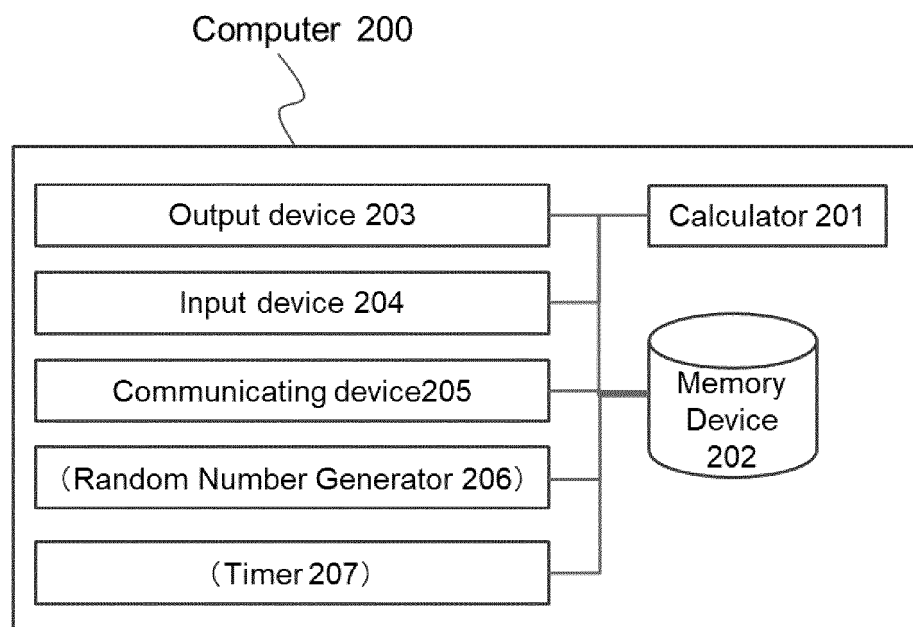 Computer 200
Output device 203
Calculator 201
Input device 204
Communicating device205
Memory
Device
202
（Random Number Generator 206）
（Timer 207）